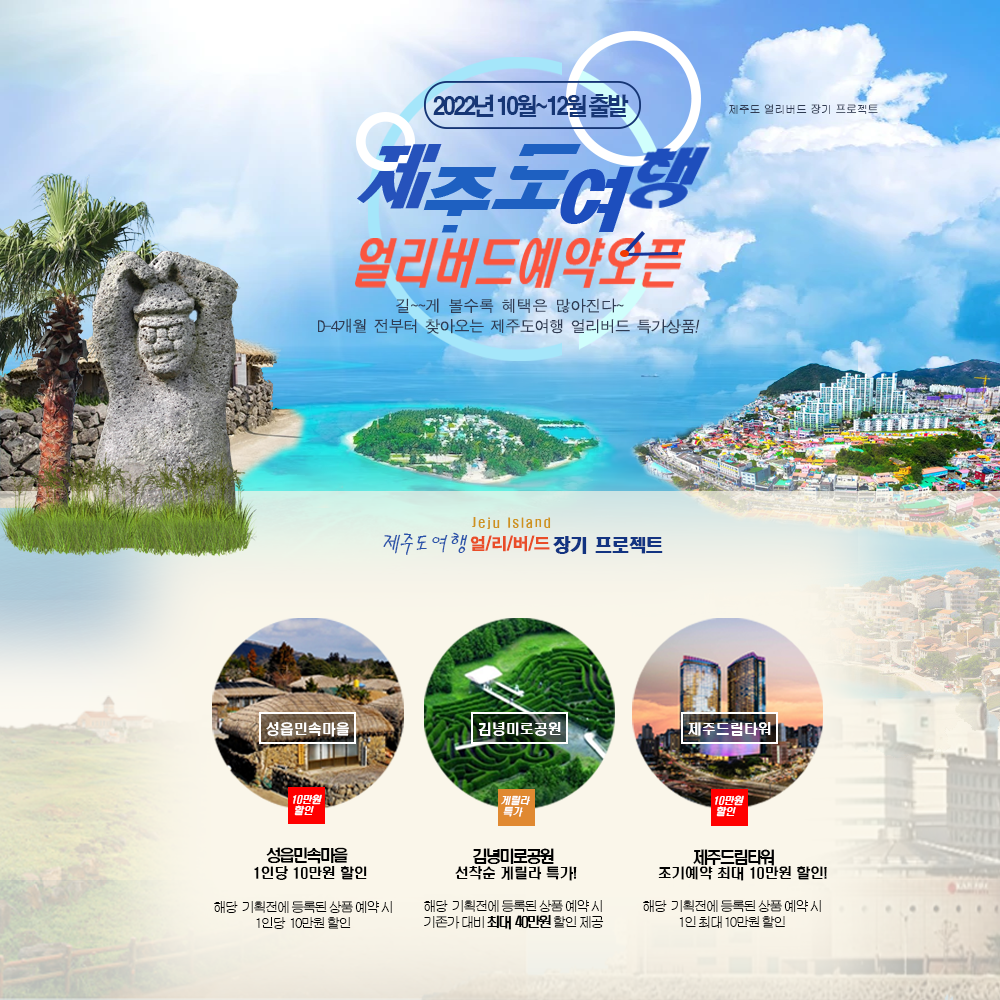 2022년 10월~12월 출발
제주도 얼리버드 장기 프로젝트
제주도여행
얼리버드예약오픈
길~~게 볼수록 혜택은 많아진다~
D-4개월 전부터 찾아오는 제주도여행 얼리버드 특가상품!
Jeju Island
제주도여행 얼/리/버/드 장기 프로젝트
성읍민속마을
김녕미로공원
제주드림타워
10만원
할인
게릴라
특가
10만원
할인
성읍민속마을
1인당 10만원 할인
김녕미로공원
선착순 게릴라 특가!
제주드림타워
조기예약 최대 10만원 할인!
해당 기획전에 등록된 상품 예약 시
1인당 10만원 할인
해당 기획전에 등록된 상품 예약 시
기존가 대비 최대 40만원 할인 제공
해당 기획전에 등록된 상품 예약 시
1인 최대 10만원 할인